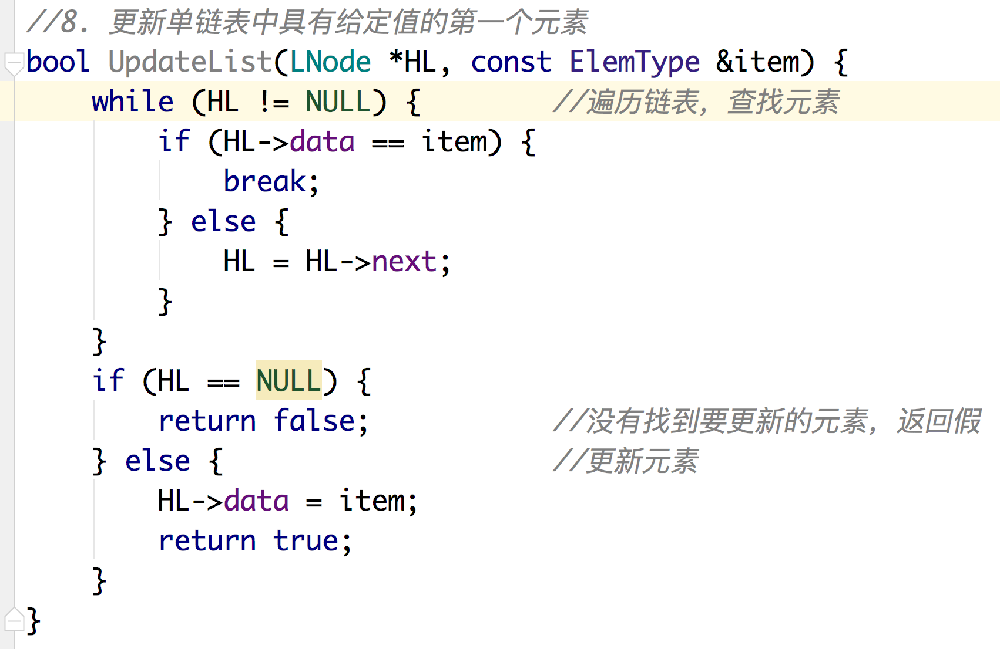 //8. 更新单链表中具有给定值的第一个元素
bool UpdateList(LNode *HL, const ElemType &item) {
    while (HL != NULL) {        //遍历链表，查找元素
        if (HL->data == item) {
            break;
        } else {
            HL = HL->next;
        }
    }
    if (HL == NULL) {
        return false;           //没有找到要更新的元素，返回假
    } else {                    //更新元素
        HL->data = item;
        return true;
    }
}